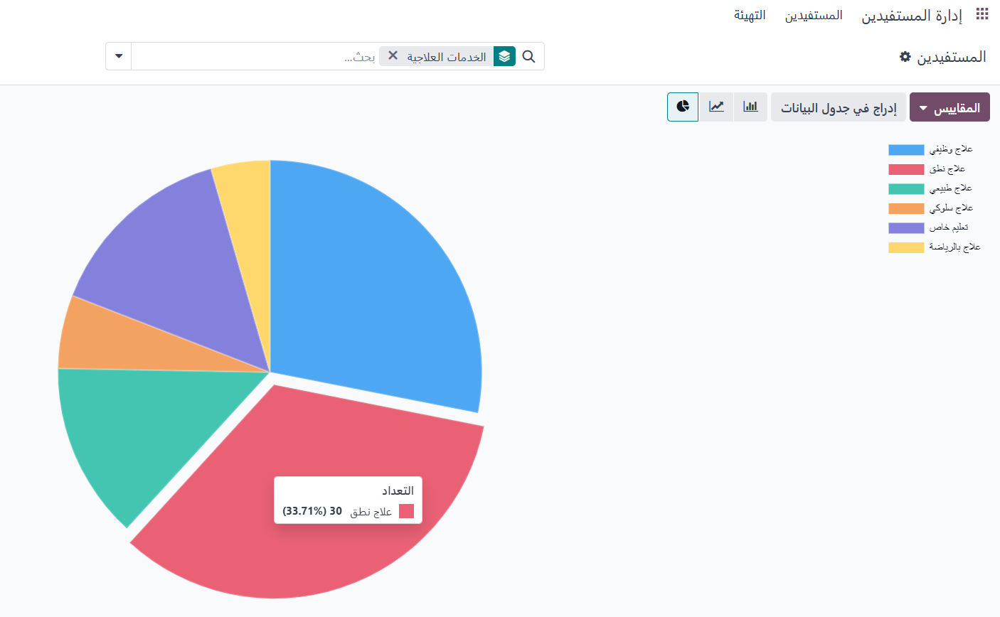 إدارة المستفيدين المستفيدين التهيئة
المستفيدين
الخدمات العلاجية
بحث...
المقاييس
إدراج في جدول البيانات
علاج وظيفي
علاج نطق
علاج طبيعي
علاج سلوكي
تعليم خاص
علاج بالرياضة
التعداد
علاج نطق 30 (33.71%)